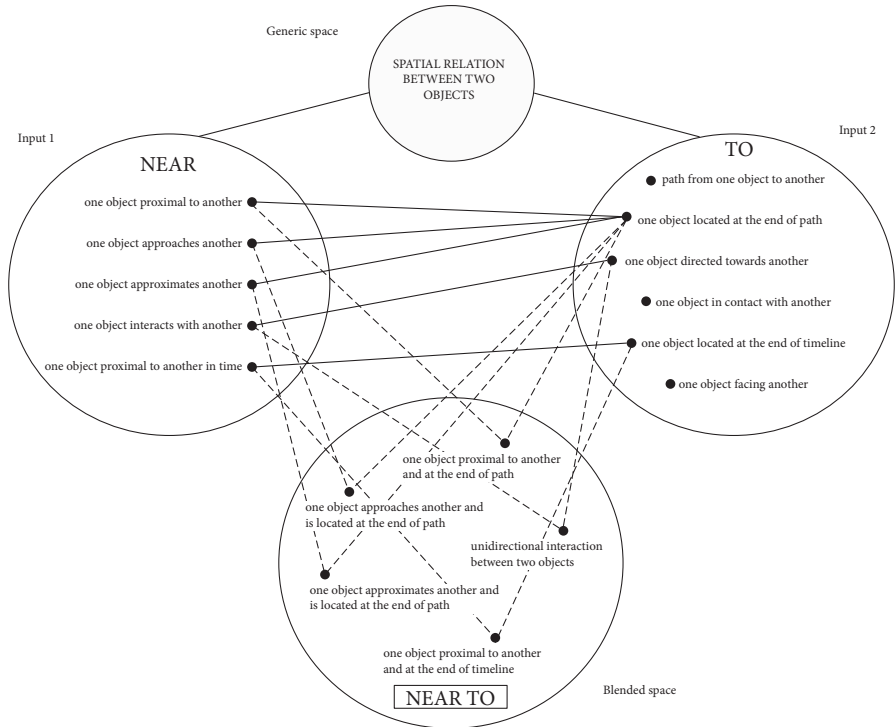 Generic space
SPATIAL RELATION
BETWEEN TWO
OBJECTS
Input 1
Input 2
NEAR
one object proximal to another
one object approaches another
one object approximates another
one object interacts with another
one object proximal to another in time
TO
path from one object to another
one object located at the end of path
one object directed towards another
one object in contact with another
one object located at the end of timeline
one object facing another
one object proximal to another
and at the end of path
one object approaches another and
is located at the end of path
unidirectional interaction
between two objects
one object approximates another and
is located at the end of path
one object proximal to another
and at the end of timeline
NEAR TO
Blended space